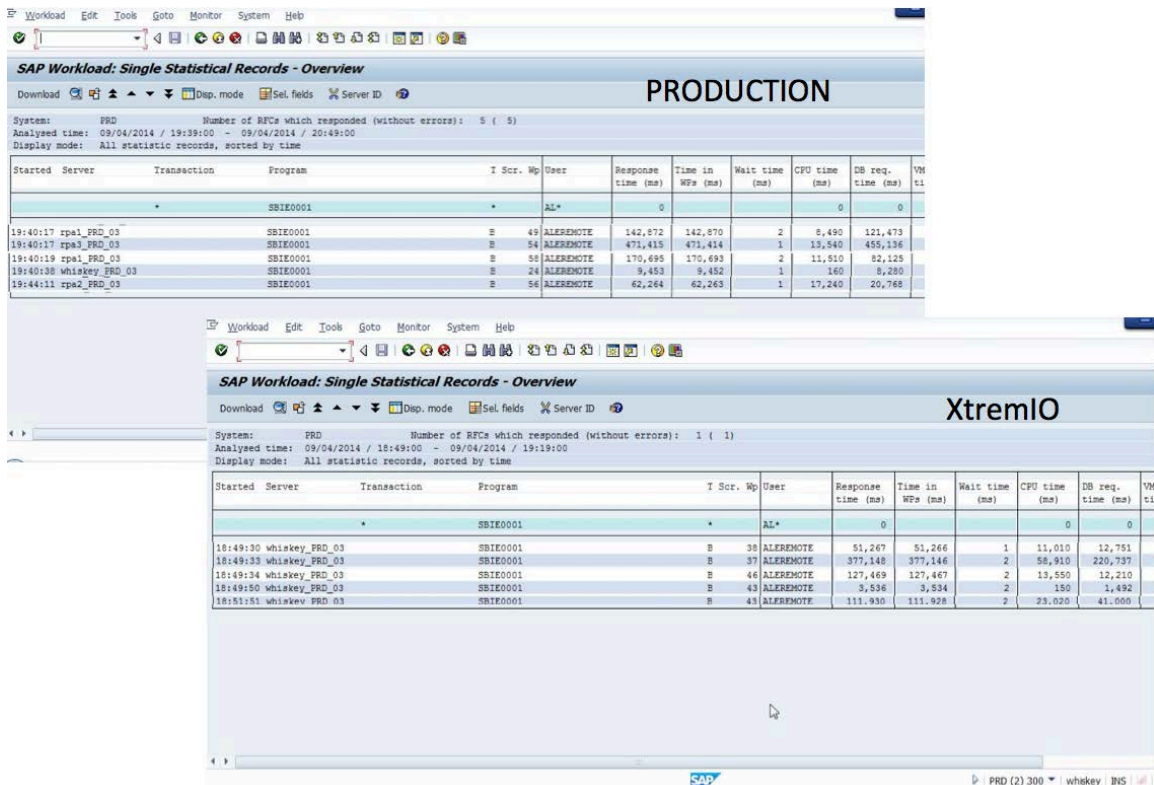 Workload Edit Tools Goto Monitor System Help
SAP Workload: Single Statistical Records - Overview
Download Disp. mode Sel. fields Server ID
PRODUCTION
System: PRD Number of RFCs which responded (without errors): 5 ( 5)
Analysed time: 09/04/2014 / 19:39:00 - 09/04/2014 / 20:49:00
Display mode: All statistic records, sorted by time
Started Server Transaction Program T Scr. Wp User Response time (ms) Time in WPs (ms) Wait time (ms) CPU time (ms) DB req. time (ms) VM ti
* SBIE0001 * AL* 0 0 0
19:40:17 rpa1_PRD_03 SBIE0001 B 49 ALEREMOTE 142,872 142,870 2 8,490 121,473
19:40:17 rpa3_PRD_03 SBIE0001 B 54 ALEREMOTE 471,415 471,414 1 13,540 455,136
19:40:19 rpa1_PRD_03 SBIE0001 B 58 ALEREMOTE 170,695 170,693 2 11,510 82,125
19:40:38 whiskey_PRD_03 SBIE0001 B 24 ALEREMOTE 9,453 9,452 1 160 8,280
19:44:11 rpa2_PRD_03 SBIE0001 B 56 ALEREMOTE 62,264 62,263 1 17,240 20,768
Workload Edit Tools Goto Monitor System Help
SAP Workload: Single Statistical Records - Overview
Download Disp. mode Sel. fields Server ID
XtremIO
System: PRD Number of RFCs which responded (without errors): 1 ( 1)
Analysed time: 09/04/2014 / 18:49:00 - 09/04/2014 / 19:19:00
Display mode: All statistic records, sorted by time
Started Server Transaction Program T Scr. Wp User Response time (ms) Time in WPs (ms) Wait time (ms) CPU time (ms) DB req. time (ms) VM ti
* SBIE0001 * AL* 0 0 0
18:49:30 whiskey_PRD_03 SBIE0001 B 38 ALEREMOTE 51,267 51,266 1 11,010 12,751
18:49:33 whiskey_PRD_03 SBIE0001 B 37 ALEREMOTE 377,148 377,146 2 58,910 220,737
18:49:34 whiskey_PRD_03 SBIE0001 B 46 ALEREMOTE 127,469 127,467 2 13,550 12,210
18:49:50 whiskey_PRD_03 SBIE0001 B 43 ALEREMOTE 3,536 3,534 2 150 1,492
18:51:51 whiskey_PRD_03 SBIE0001 B 43 ALEREMOTE 111.930 111.928 2 23.020 41.000
SAP PRD (2) 300 whiskey INS